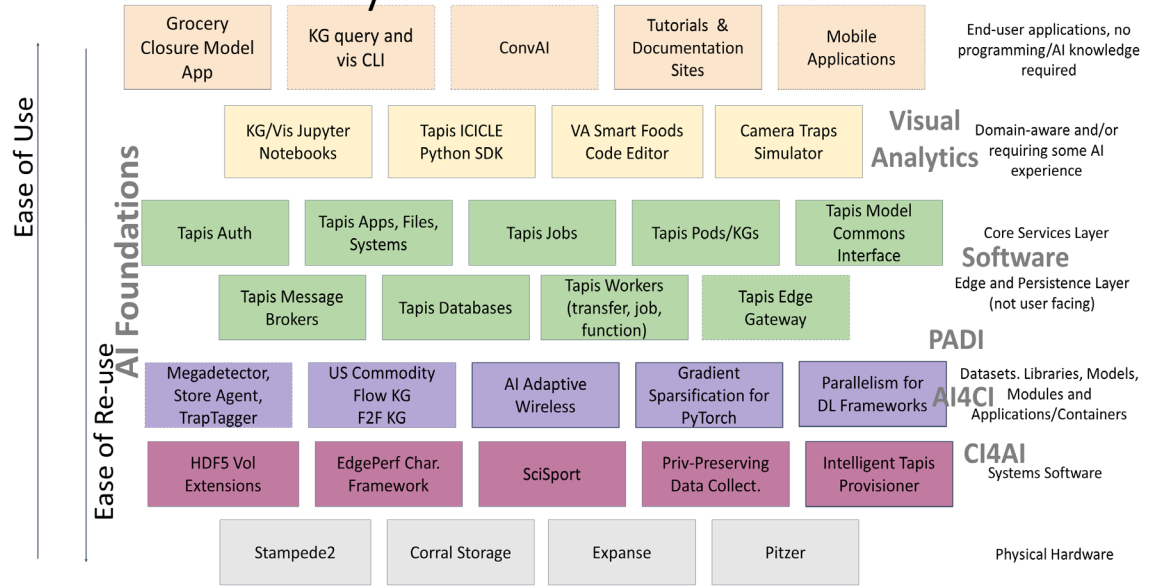 Grocery
Closure Model
App
KG query and
vis CLI
ConvAI
Tutorials &
Documentation
Sites
Mobile
Applications
End-user applications, no
programming/AI knowledge
required
Ease of Use
KG/Vis Jupyter
Notebooks
Tapis ICICLE
Python SDK
VA Smart Foods
Code Editor
Camera Traps
Simulator
Visual
Analytics
Domain-aware and/or
requiring some AI
experience
AI Foundations
Tapis Auth
Tapis Apps, Files,
Systems
Tapis Jobs
Tapis Pods/KGs
Tapis Model
Commons
Interface
Core Services Layer
Software
Tapis Message
Brokers
Tapis Databases
Tapis Workers
(transfer, job,
function)
Tapis Edge
Gateway
Edge and Persistence Layer
(not user facing)
PADI
Ease of Re-use
Megadetector,
Store Agent,
TrapTagger
US Commodity
Flow KG
F2F KG
AI Adaptive
Wireless
Gradient
Sparsification for
PyTorch
Parallelism for
DL Frameworks
AI4CI
Datasets. Libraries, Models,
Modules and
Applications/Containers
HDF5 Vol
Extensions
EdgePerf Char.
Framework
SciSport
Priv-Preserving
Data Collect.
Intelligent Tapis
Provisioner
CI4AI
Systems Software
Stampede2
Corral Storage
Expanse
Pitzer
Physical Hardware